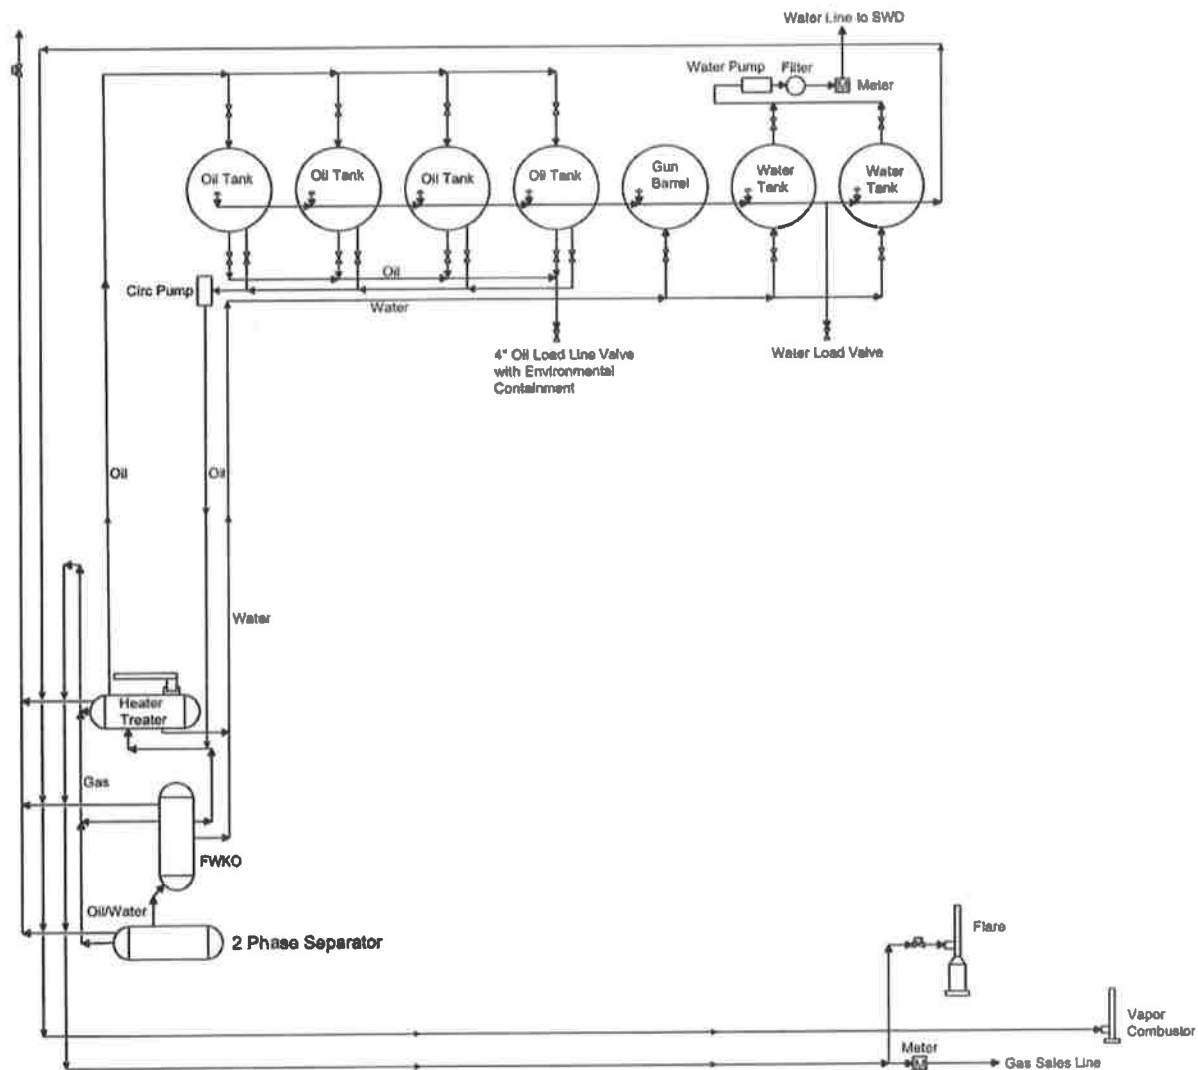 Water Line to SWD
Water Pump
Filter
Meter
Oil Tank
Oil Tank
Oil Tank
Oil Tank
Gun
Barrel
Water
Tank
Water
Tank
Oil
Circ Pump
Water
4" Oil Load Line Valve
with Environmental
Containment
Water Load Valve
Oil
Oil
Water
Heater
Treater
Gas
FWKO
Oil/Water
2 Phase Separator
Flare
Vapor
Combustor
Meter
Gas Sales Line
M
M